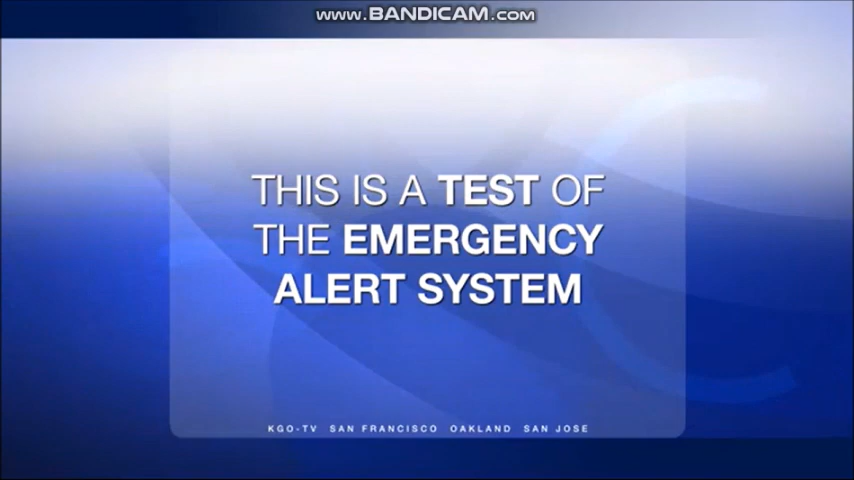 www.BANDICAM.com
THIS IS A TEST OF
THE EMERGENCY
ALERT SYSTEM
KGO-TV SAN FRANCISCO OAKLAND SAN JOSE